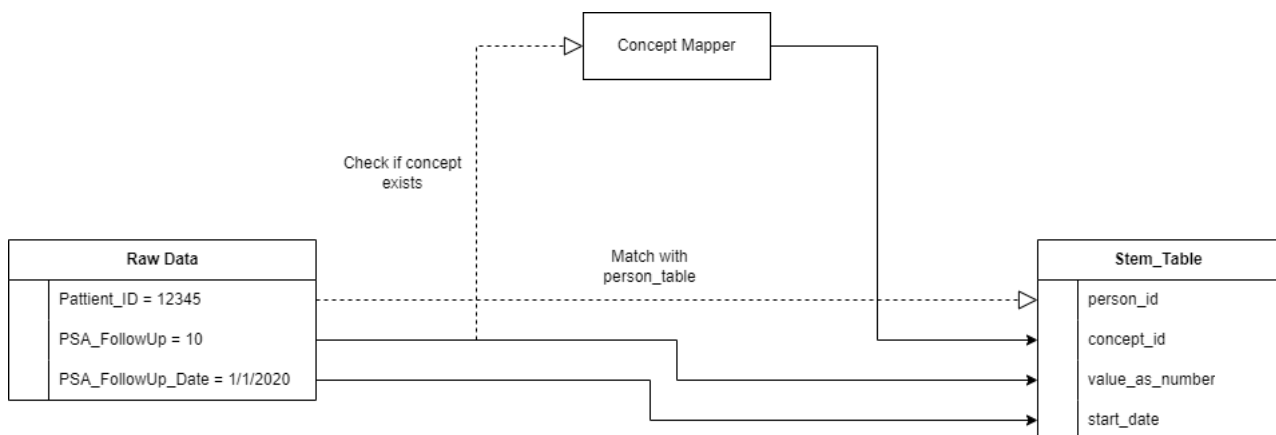 Concept Mapper
Check if concept
exists
Match with
person_table
Raw Data
Pattient_ID = 12345
PSA_FollowUp = 10
PSA_FollowUp_Date = 1/1/2020
Stem_Table
person_id
concept_id
value_as_number
start_date